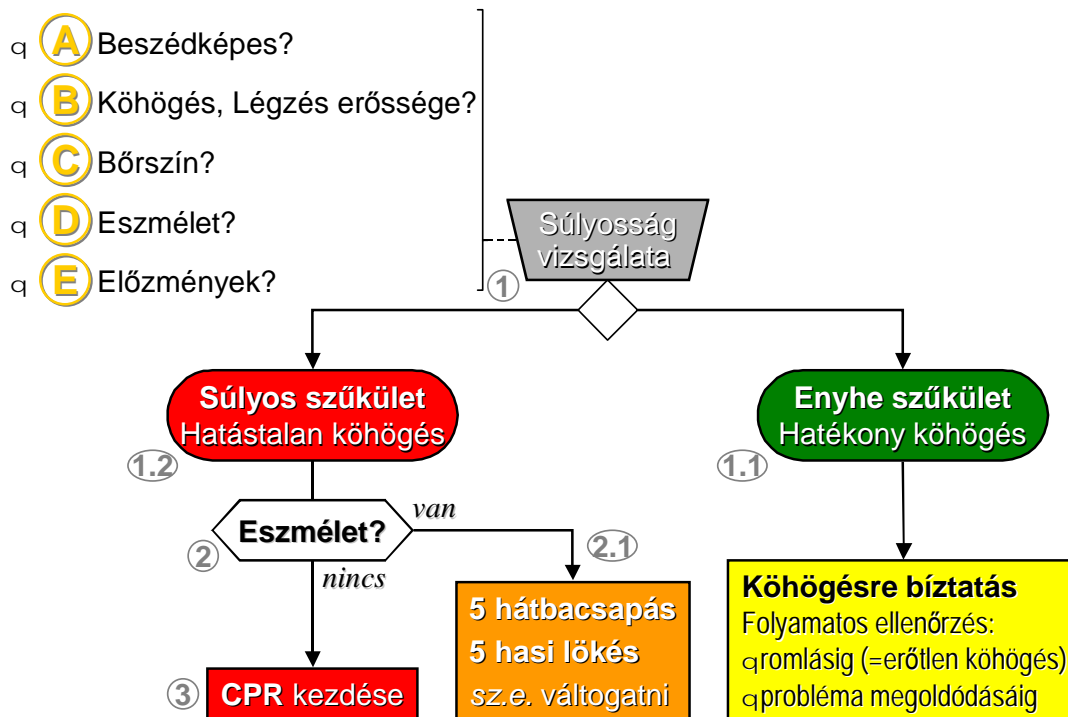 q A Beszédképes?
q B Köhögés, Légzés erőssége?
q C Bőrszín?
q D Eszmélet?
q E Előzmények?
Súlyosság
vizsgálata
1
Súlyos szűkület
Hatástalan köhögés
1.2
Enyhe szűkület
Hatékony köhögés
1.1
Eszmélet?
2
van
nincs
2.1
5 hátbacsapás
5 hasi lökés
sz.e. váltogatni
Köhögésre bíztatás
Folyamatos ellenőrzés:
qromlásig (=erőtlen köhögés)
qprobléma megoldódásáig
3
CPR kezdése